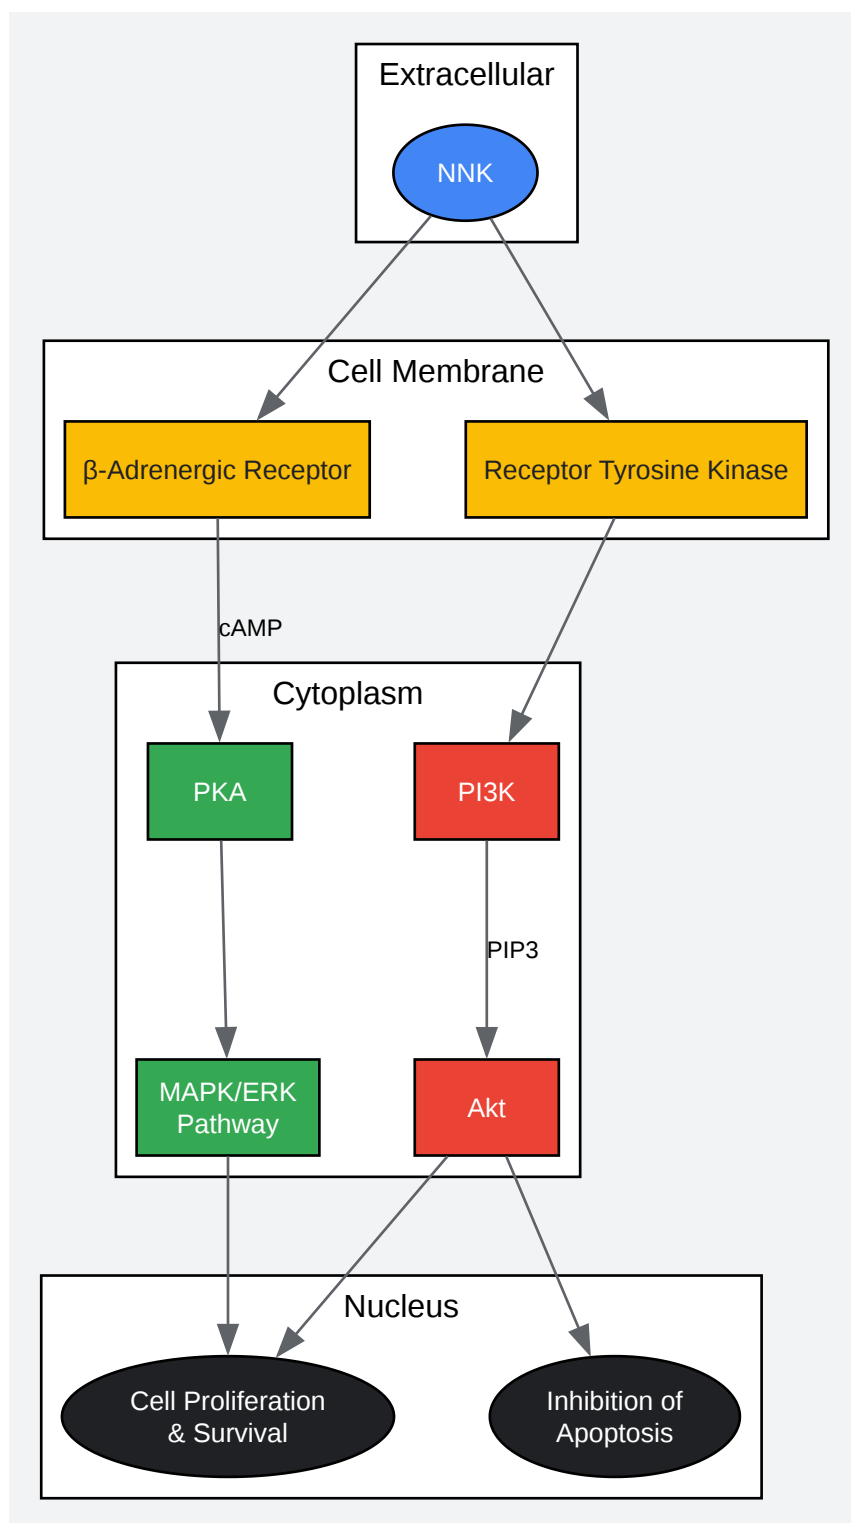 Extracellular
NNK
Cell Membrane
β-Adrenergic Receptor
Receptor Tyrosine Kinase
cAMP
Cytoplasm
PKA
PI3K
PIP3
MAPK/ERK
Pathway
Akt
Nucleus
Cell Proliferation
& Survival
Inhibition of
Apoptosis